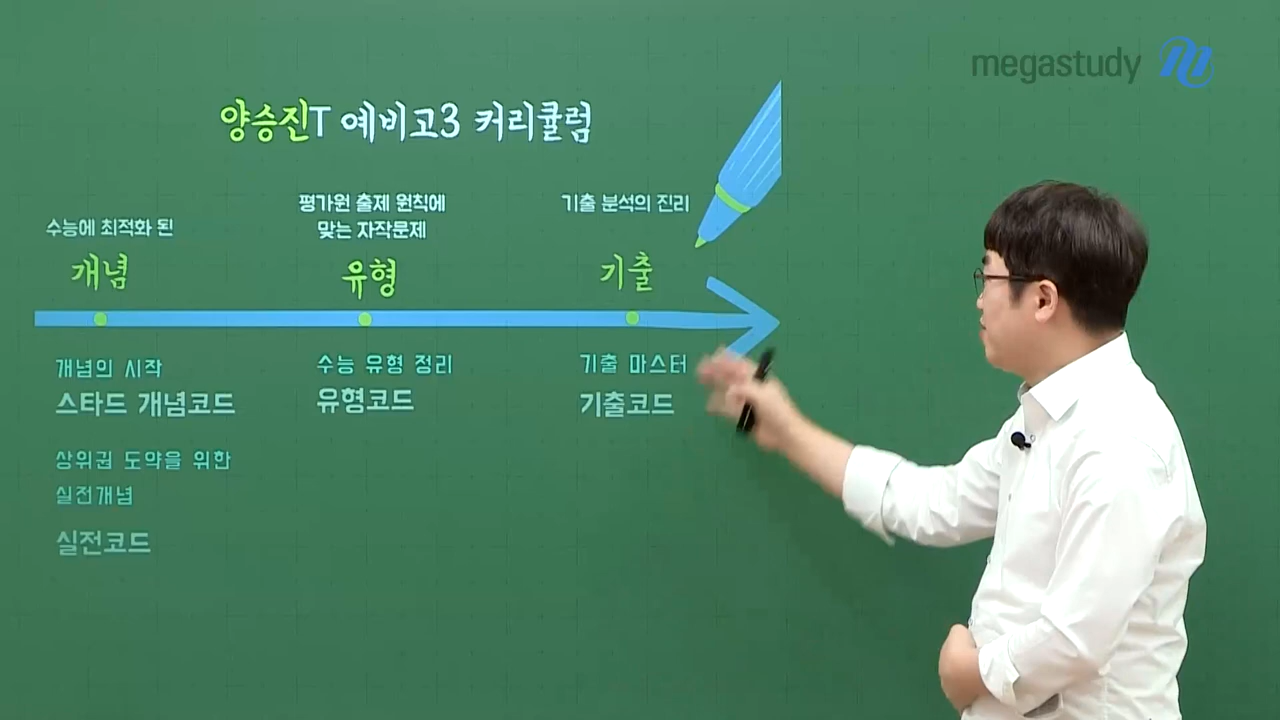 megastudy
양승진T 예비고3 커리큘럼
수능에 최적화 된
개념
평가원 출제 원칙에
맞는 자작문제
유형
기출 분석의 진리
기출
개념의 시작
스타드 개념코드
상위권 도약을 위한
실전개념
실전코드
수능 유형 정리
유형코드
기출 마스터
기출코드